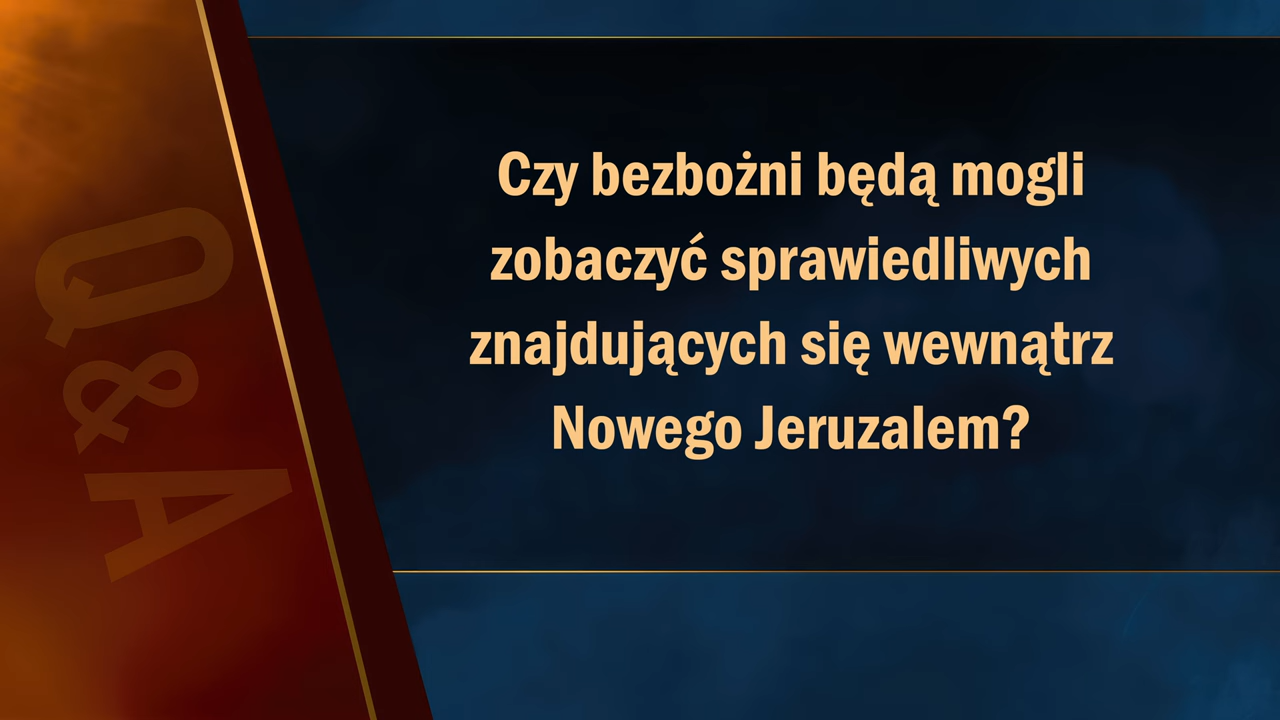 Q&A
Czy bezbożni będą mogli
zobaczyć sprawiedliwych
znajdujących się wewnątrz
Nowego Jeruzalem?